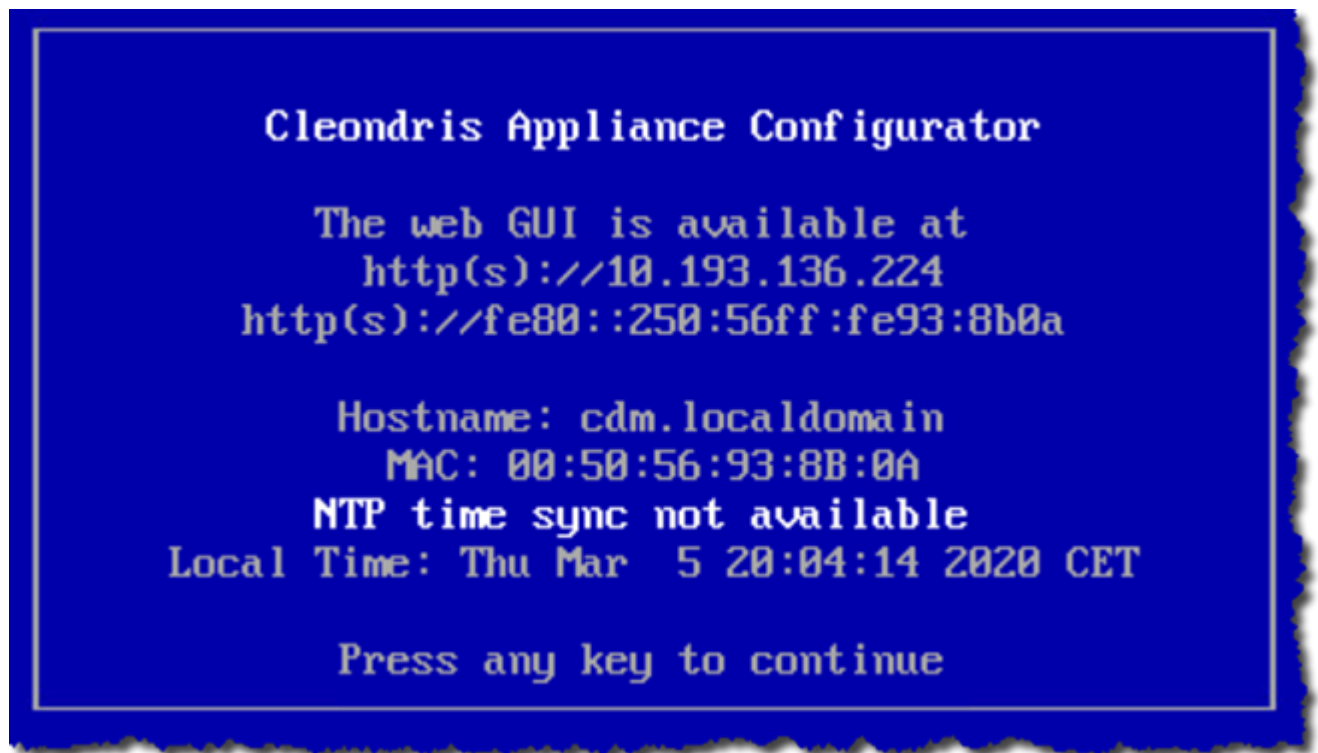 Cleondris Appliance Configurator
The web GUI is available at
http(s)://10.193.136.224
http(s)://fe80::250:56ff:fe93:8b0a
Hostname: cdm.localdomain
MAC: 00:50:56:93:8B:0A
NTP time sync not available
Local Time: Thu Mar  5 20:04:14 2020 CET
Press any key to continue